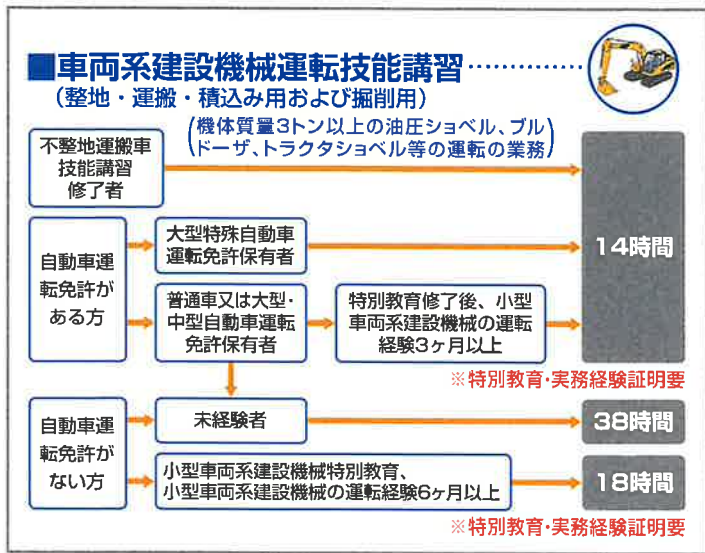 ■車両系建設機械運転技能講習
(整地・運搬・積込み用および掘削用)
(機体質量3トン以上の油圧ショベル、ブル
ドーザ、トラクタショベル等の運転の業務)
不整地運搬車
技能講習
修了者
自動車運
転免許が
ある方
大型特殊自動車
運転免許保有者
普通車又は大型・
中型自動車運転
免許保有者
特別教育修了後、小型
車両系建設機械の運転
経験3ヶ月以上
14時間
※特別教育・実務経験証明要
自動車運
転免許が
ない方
未経験者
38時間
小型車両系建設機械特別教育、
小型車両系建設機械の運転経験6ヶ月以上
18時間
※特別教育・実務経験証明要